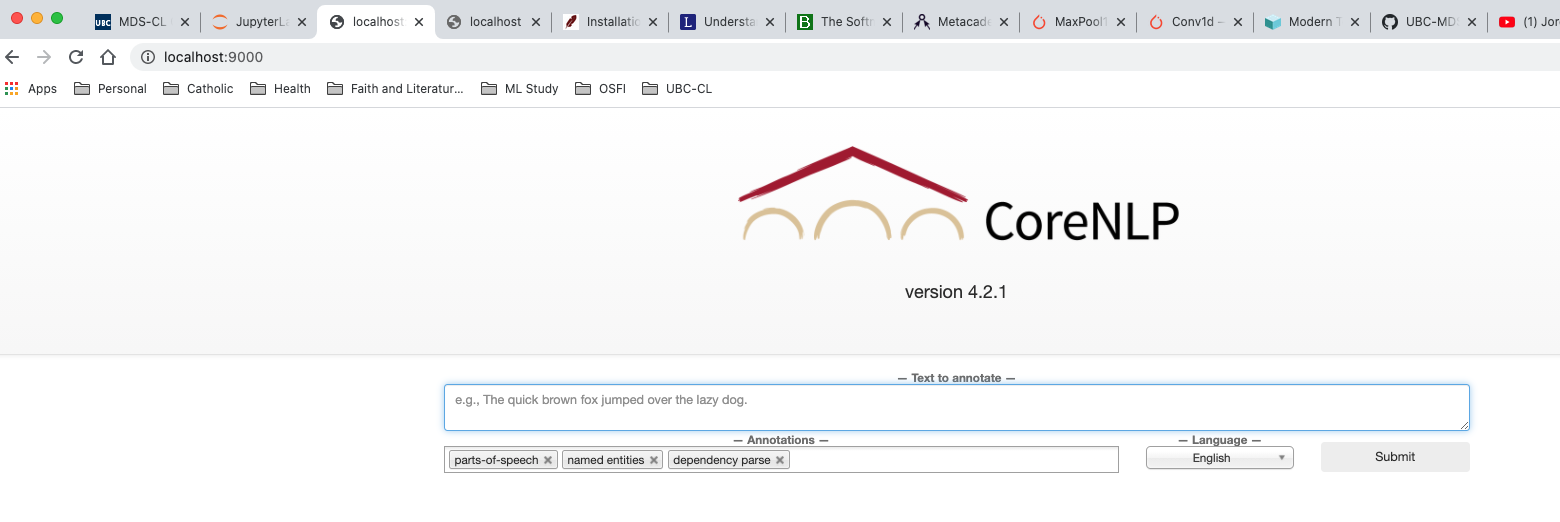 UBC MDS-CL JupyterLa localhost localhost Installatio L Understa B The Softr Metacade MaxPool1 Conv1d – Modern T UBC-MD (1) Jor
localhost:9000
Apps Personal Catholic Health Faith and Literatur... ML Study OSFI UBC-CL
CoreNLP
version 4.2.1
— Text to annotate —
e.g., The quick brown fox jumped over the lazy dog.
— Annotations — — Language —
parts-of-speech named entities dependency parse English Submit